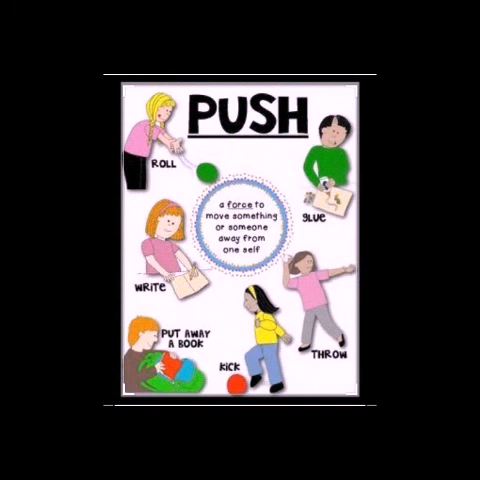 PUSH
ROLL
a force to
move something
or someone
away from
one self
GLUE
WRITE
PUT AWAY
A BOOK
KICK
THROW